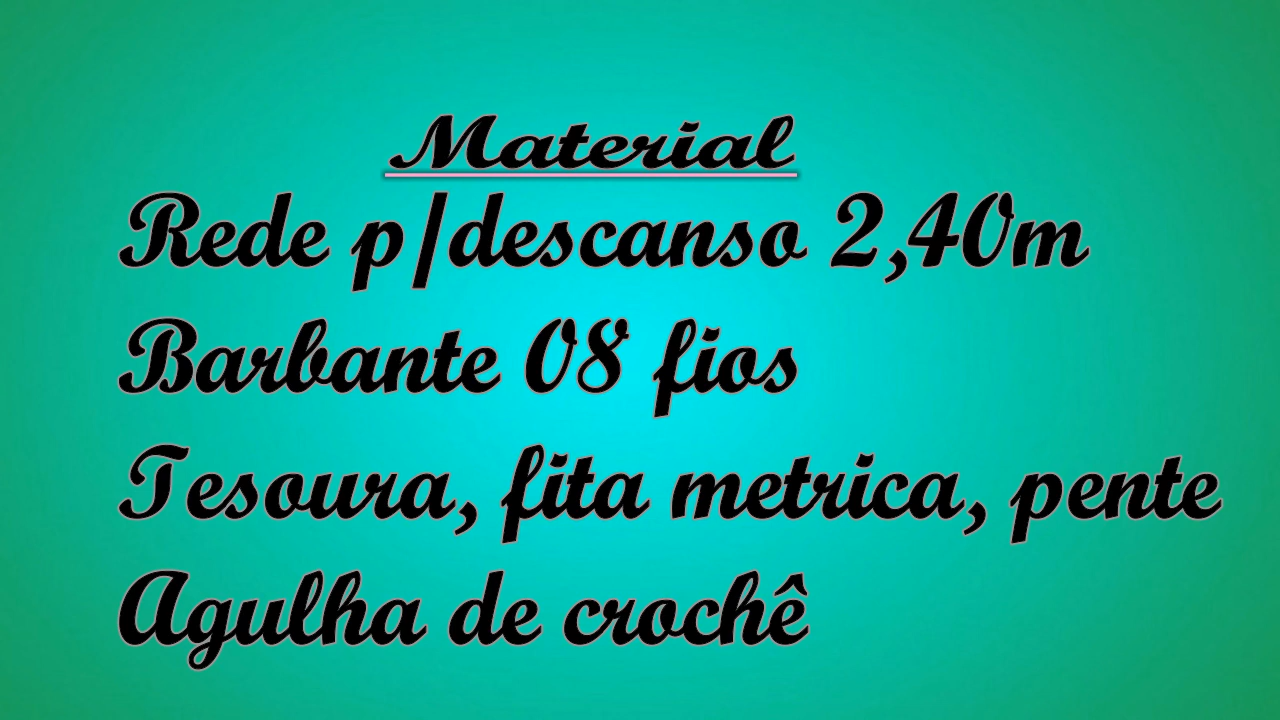 Material
Rede p/descanso 2,40m
Barbante 08 fios
Tesoura, fita metrica, pente
Agulha de crochê